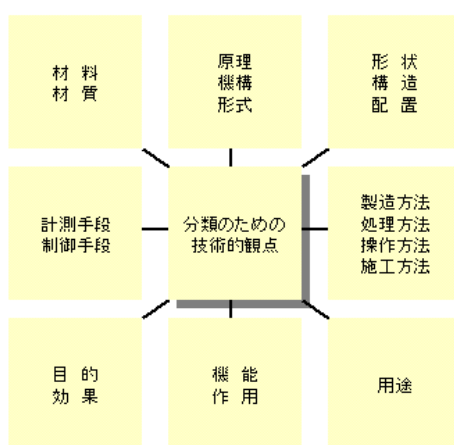 材 料
材 質
原理
機構
形式
形 状
構 造
配 置
計測手段
制御手段
分類のための
技術的観点
製造方法
処理方法
操作方法
施工方法
目 的
効 果
機 能
作 用
用途